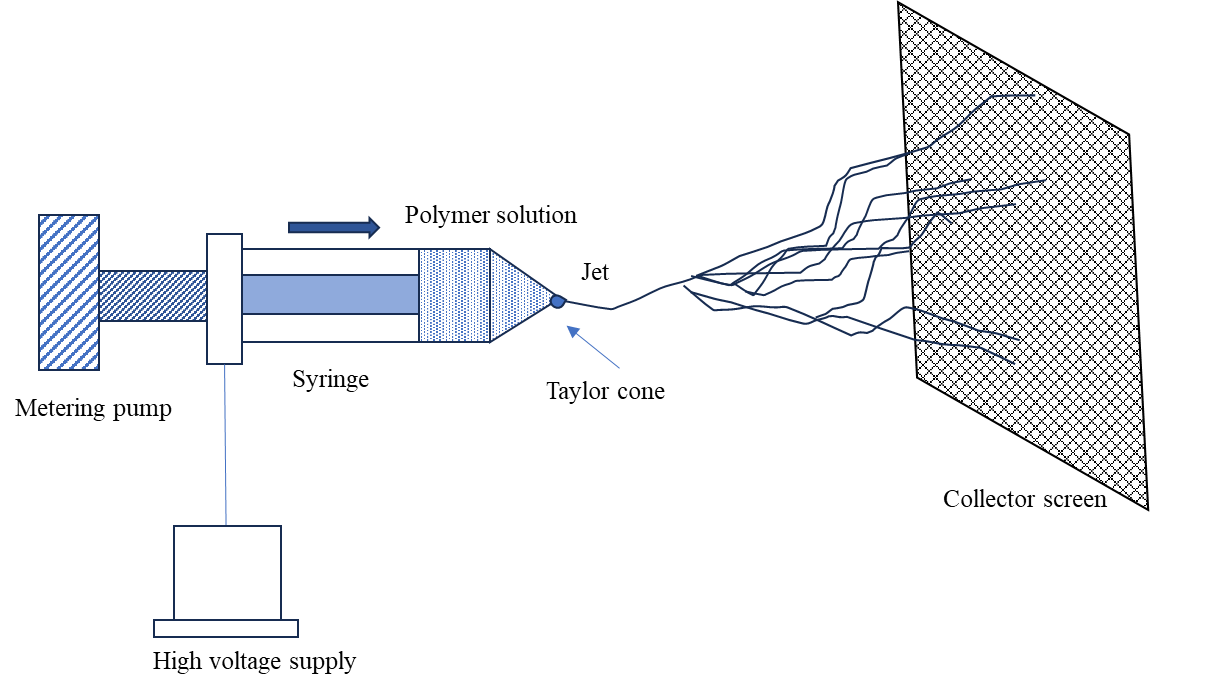 Polymer solution
Jet
Syringe
Taylor cone
Metering pump
Collector screen
High voltage supply